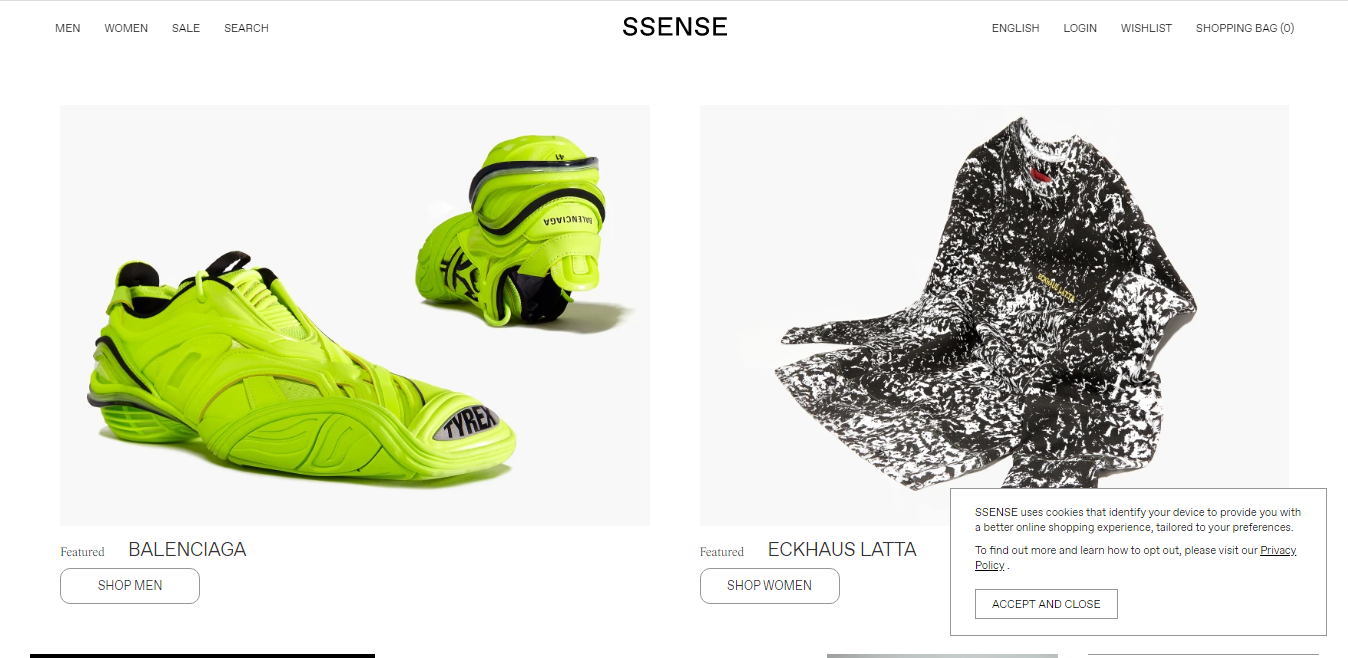 MEN WOMEN SALE SEARCH
SSENSE
ENGLISH LOGIN WISHLIST SHOPPING BAG (0)
41
BALENCIAGA
TYREX
ECKHAUS LATTA
Featured BALENCIAGA
SHOP MEN
Featured ECKHAUS LATTA
SHOP WOMEN
SSENSE uses cookies that identify your device to provide you with
a better online shopping experience, tailored to your preferences.
To find out more and learn how to opt out, please visit our Privacy
Policy .
ACCEPT AND CLOSE